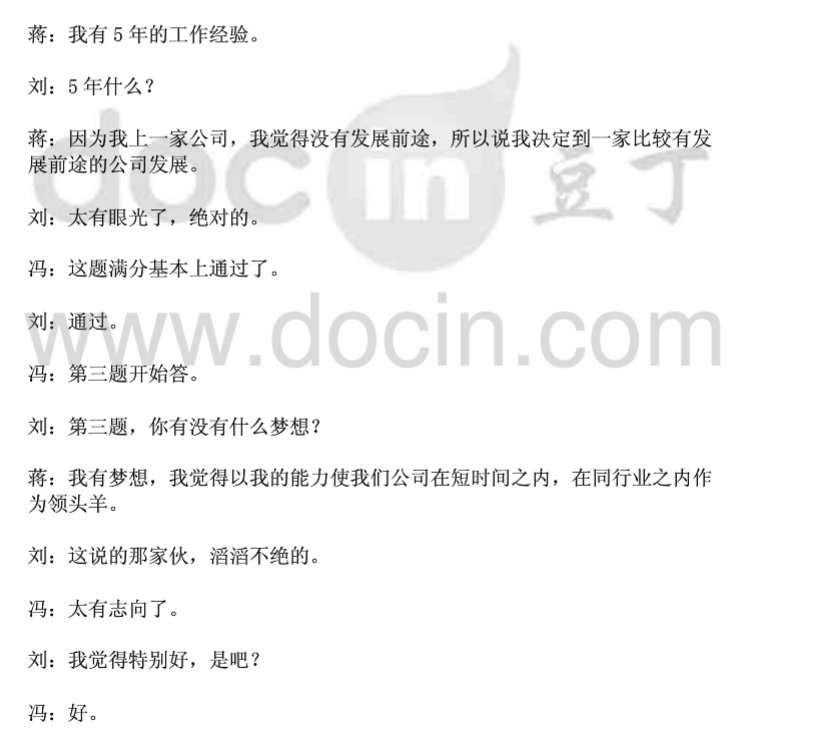 蒋：我有 5 年的工作经验。
刘：5 年什么？
蒋：因为我上一家公司，我觉得没有发展前途，所以说我决定到一家比较有发
展前途的公司发展。
刘：太有眼光了，绝对的。
冯：这题满分基本上通过了。
刘：通过。
冯：第三题开始答。
刘：第三题，你有没有什么梦想？
蒋：我有梦想，我觉得以我的能力使我们公司在短时间之内，在同行业之内作
为领头羊。
刘：这说的那家伙，滔滔不绝的。
冯：太有志向了。
刘：我觉得特别好，是吧？
冯：好。
docin 豆丁
www.docin.com